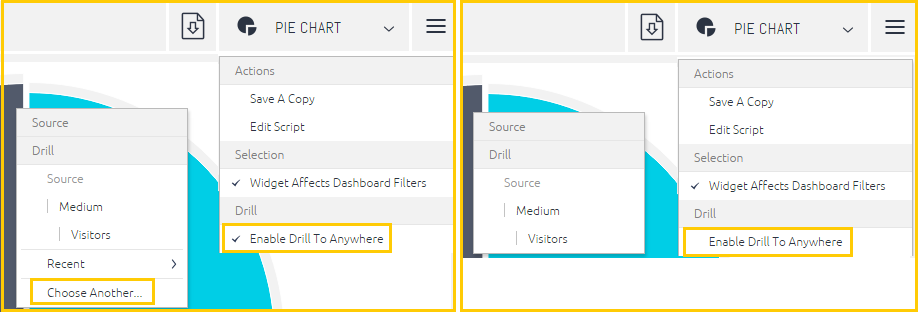 PIE CHART
Actions
Save A Copy
Edit Script
Selection
Widget Affects Dashboard Filters
Drill
Enable Drill To Anywhere
Source
Drill
Source
Medium
Visitors
Recent
Choose Another...
PIE CHART
Actions
Save A Copy
Edit Script
Selection
Widget Affects Dashboard Filters
Drill
Enable Drill To Anywhere
Source
Drill
Source
Medium
Visitors